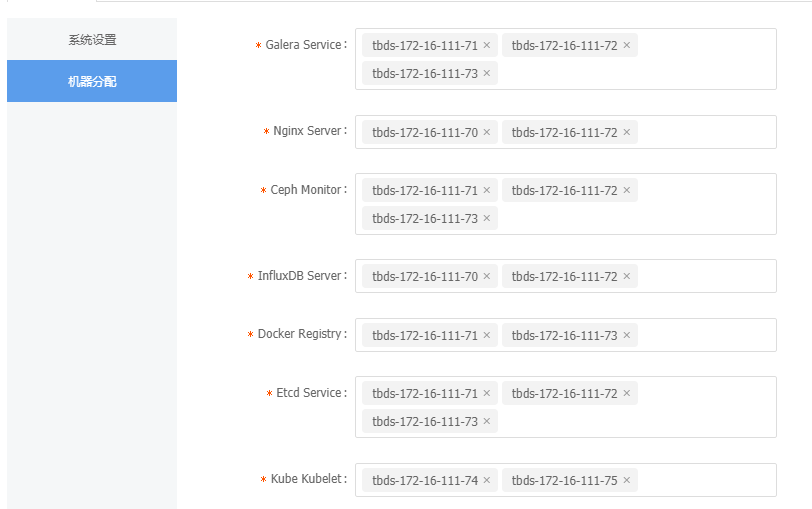 系统设置
机器分配
* Galera Service: tbds-172-16-111-71 × tbds-172-16-111-72 ×
tbds-172-16-111-73 ×
* Nginx Server: tbds-172-16-111-70 × tbds-172-16-111-72 ×
* Ceph Monitor: tbds-172-16-111-71 × tbds-172-16-111-72 ×
tbds-172-16-111-73 ×
* InfluxDB Server: tbds-172-16-111-70 × tbds-172-16-111-72 ×
* Docker Registry: tbds-172-16-111-71 × tbds-172-16-111-73 ×
* Etcd Service: tbds-172-16-111-71 × tbds-172-16-111-72 ×
tbds-172-16-111-73 ×
* Kube Kubelet: tbds-172-16-111-74 × tbds-172-16-111-75 ×